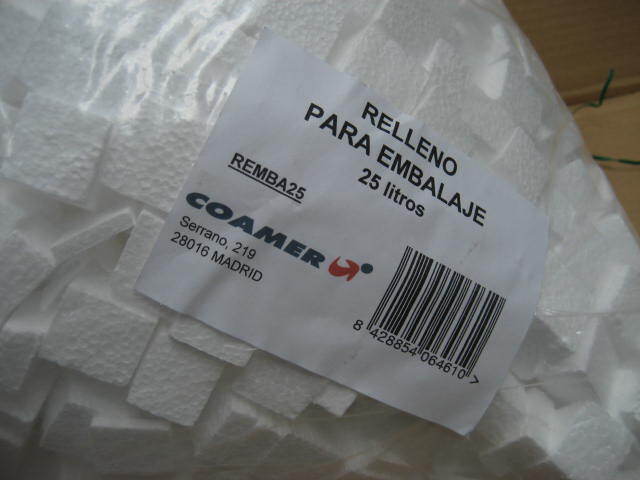 RELLENO
PARA EMBALAJE
25 litros
REMBA25
COAMER
Serrano, 219
28016 MADRID
8 428854 064610 >